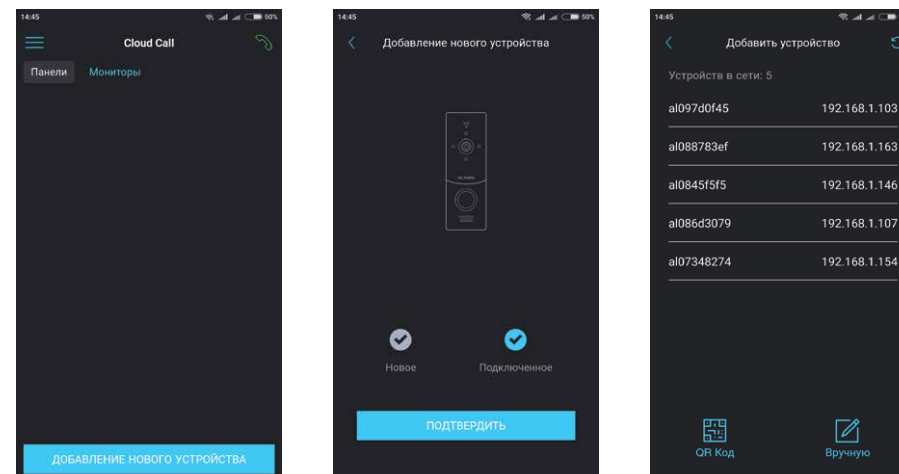 14:45
50%
Cloud Call
Панели
Мониторы
ДОБАВЛЕНИЕ НОВОГО УСТРОЙСТВА
14:45
50%
Добавление нового устройства
Новое
Подключенное
ПОДТВЕРДИТЬ
14:45
Добавить устройство
Устройств в сети: 5
al097d0f45 192.168.1.103
al088783ef 192.168.1.163
al0845f5f5 192.168.1.146
al086d3079 192.168.1.107
al07348274 192.168.1.154
QR Код
Вручную